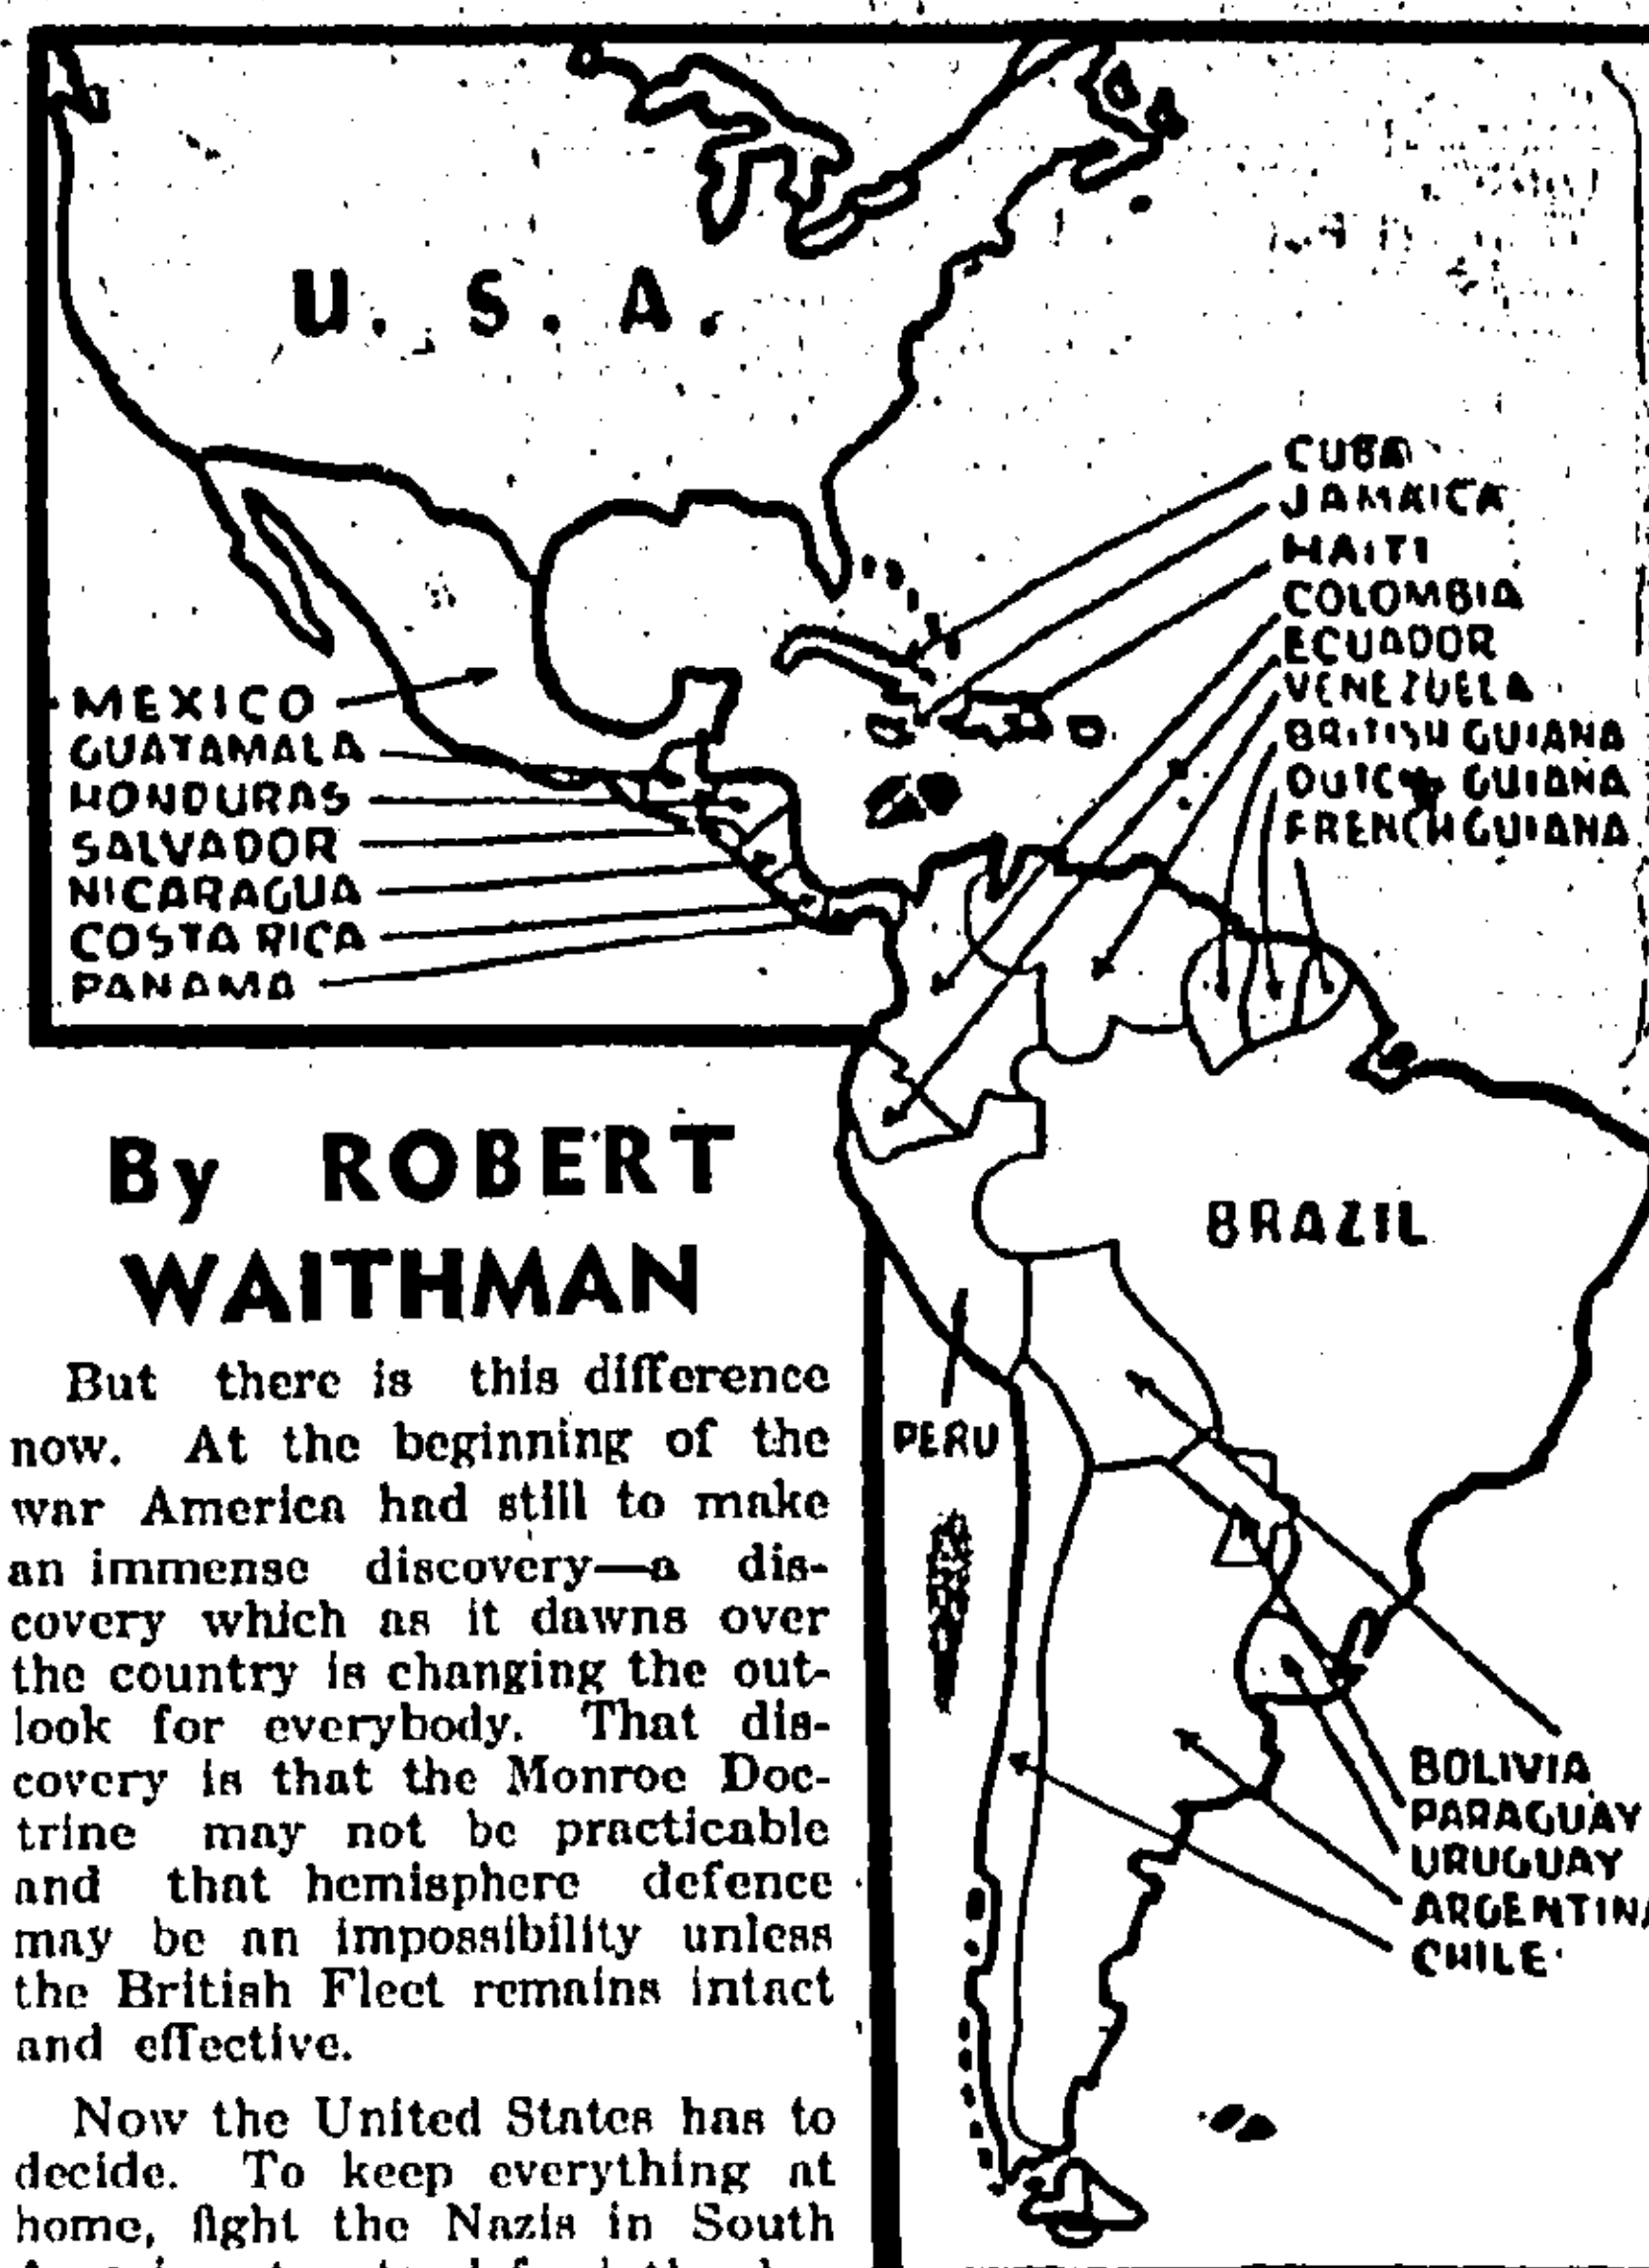 U. S. A.
CUBA
JAMAICA
HAITI
COLOMBIA
ECUADOR
VENEZUELA
BRITISH GUIANA
DUTCH GUIANA
FRENCH GUIANA
MEXICO
GUATAMALA
HONDURAS
SALVADOR
NICARAGUA
COSTA RICA
PANAMA
BRAZIL
PERU
BOLIVIA
PARAGUAY
URUGUAY
ARGENTINA
CHILE
By ROBERT
WAITHMAN
But there is this difference
now. At the beginning of the
war America had still to make
an immense discovery—a dis-
covery which as it dawns over
the country is changing the out-
look for everybody. That dis-
covery is that the Monroe Doc-
trine may not be practicable
and that hemisphere defence
may be an impossibility unless
the British Fleet remains intact
and effective.
Now the United States has to
decide. To keep everything at
home, fight the Nazis in South